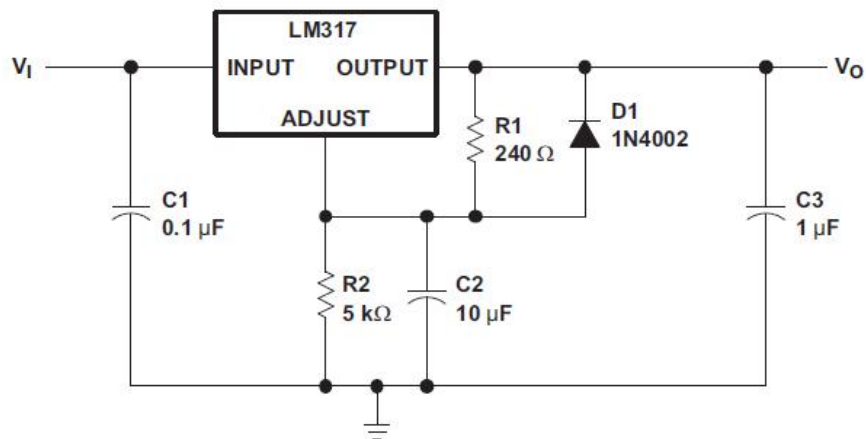 LM317
V_I
INPUT OUTPUT
V_O
ADJUST
R1
240 Ω
D1
1N4002
C1
0.1 µF
C3
1 µF
R2
5 kΩ
C2
10 µF